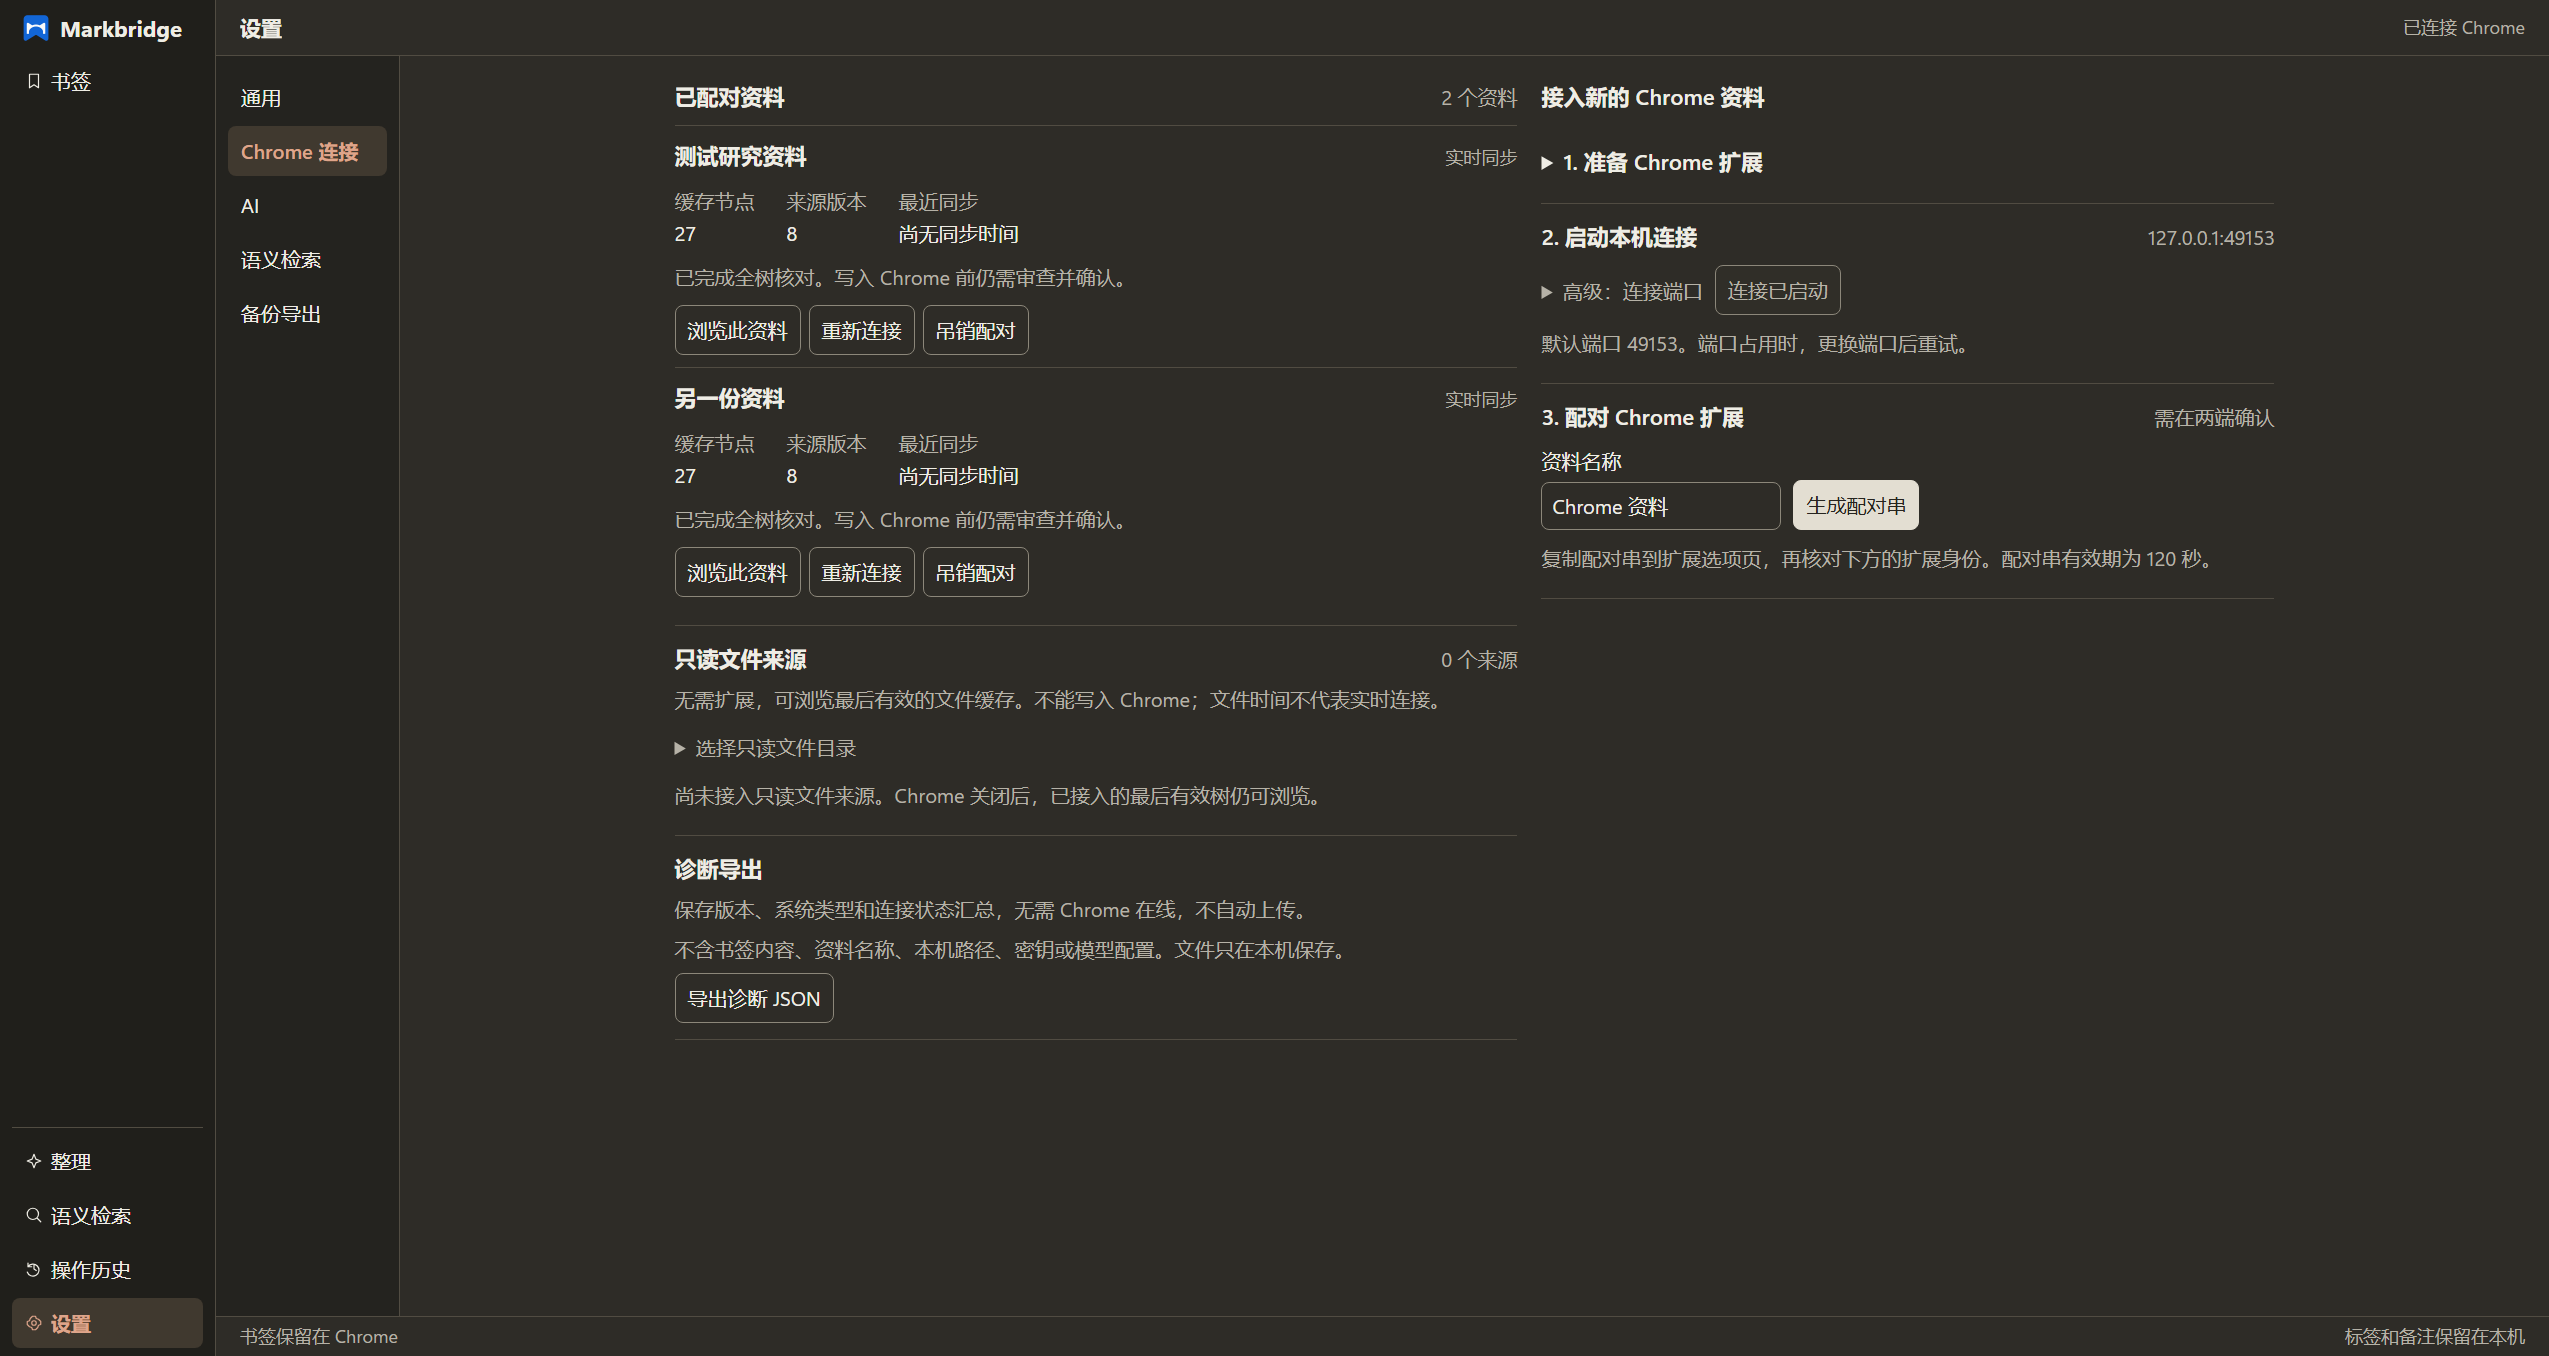 Markbridge
书签
整理
语义检索
操作历史
设置
设置
已连接 Chrome
通用
Chrome 连接
AI
语义检索
备份导出
已配对资料
2 个资料
测试研究资料
实时同步
缓存节点 来源版本 最近同步
27 8 尚无同步时间
已完成全树核对。写入 Chrome 前仍需审查并确认。
浏览此资料 重新连接 吊销配对
另一份资料
实时同步
缓存节点 来源版本 最近同步
27 8 尚无同步时间
已完成全树核对。写入 Chrome 前仍需审查并确认。
浏览此资料 重新连接 吊销配对
只读文件来源
0 个来源
无需扩展，可浏览最后有效的文件缓存。不能写入 Chrome；文件时间不代表实时连接。
选择只读文件目录
尚未接入只读文件来源。Chrome 关闭后，已接入的最后有效树仍可浏览。
诊断导出
保存版本、系统类型和连接状态汇总，无需 Chrome 在线，不自动上传。
不含书签内容、资料名称、本机路径、密钥或模型配置。文件只在本机保存。
导出诊断 JSON
接入新的 Chrome 资料
1. 准备 Chrome 扩展
2. 启动本机连接
127.0.0.1:49153
高级：连接端口 连接已启动
默认端口 49153。端口占用时，更换端口后重试。
3. 配对 Chrome 扩展
需在两端确认
资料名称
Chrome 资料 生成配对串
复制配对串到扩展选项页，再核对下方的扩展身份。配对串有效期为 120 秒。
书签保留在 Chrome
标签和备注保留在本机